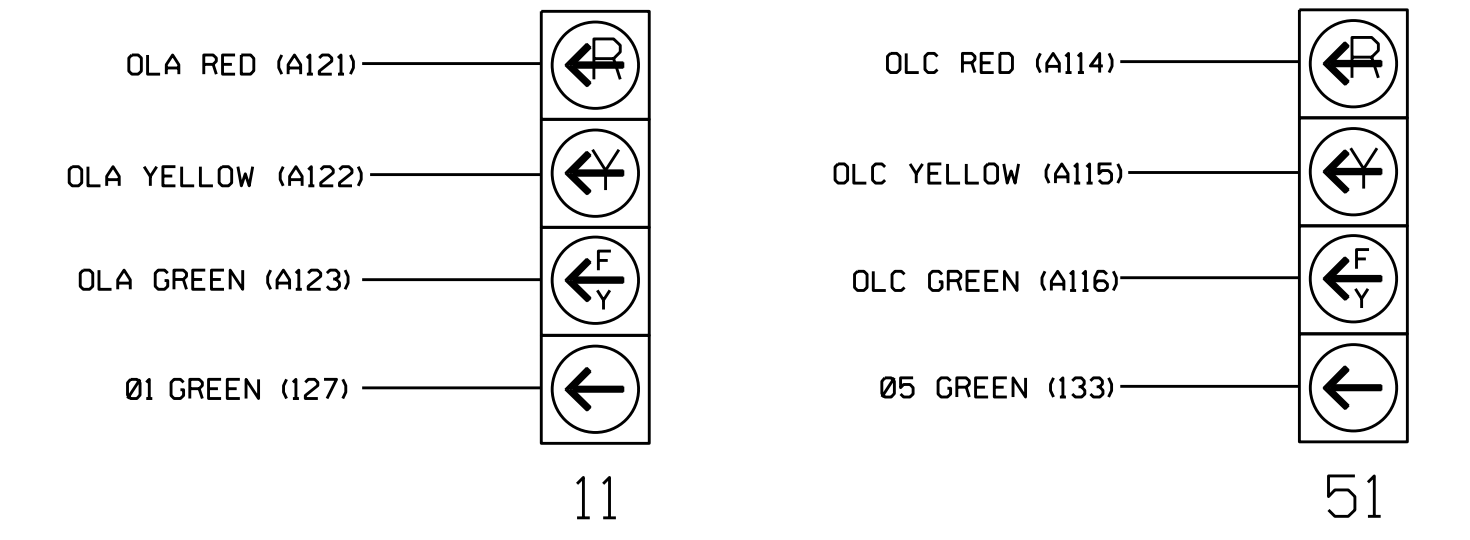 OLA RED (A121)
R
OLA YELLOW (A122)
Y
OLA GREEN (A123)
F
Y
Ø1 GREEN (127)
11
OLC RED (A114)
R
OLC YELLOW (A115)
Y
OLC GREEN (A116)
F
Y
Ø5 GREEN (133)
51